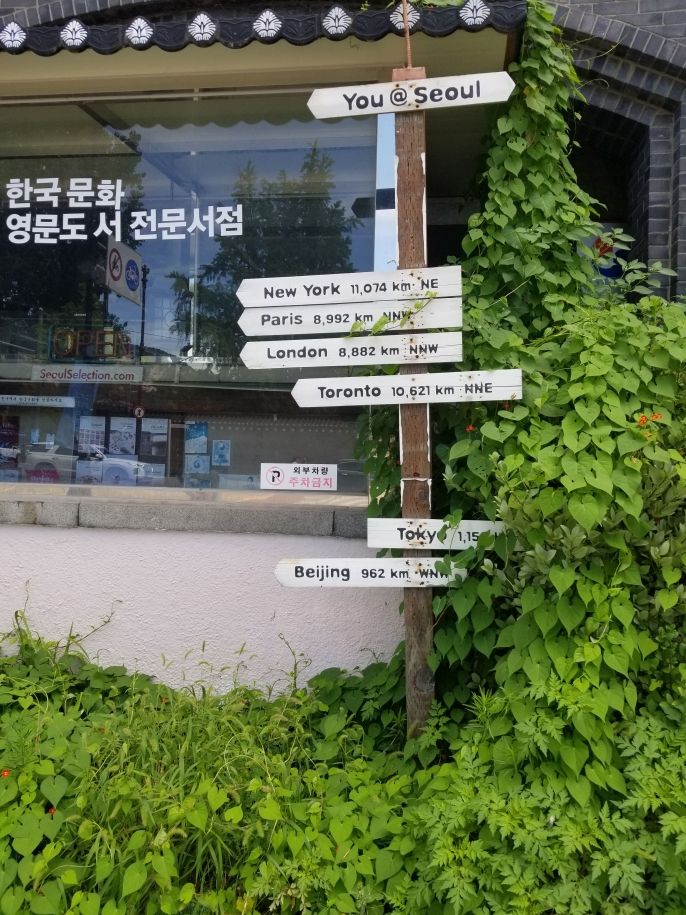 You @ Seoul
한국 문화
영문도 서 전문서점
New York 11,074 km NE
Paris 8,992 km NNW
London 8,882 km NNW
OPEN
SeoulSelection.com
Toronto 10,621 km NNE
외부차량
주차금지
Tokyo
Beijing 962 km WNW